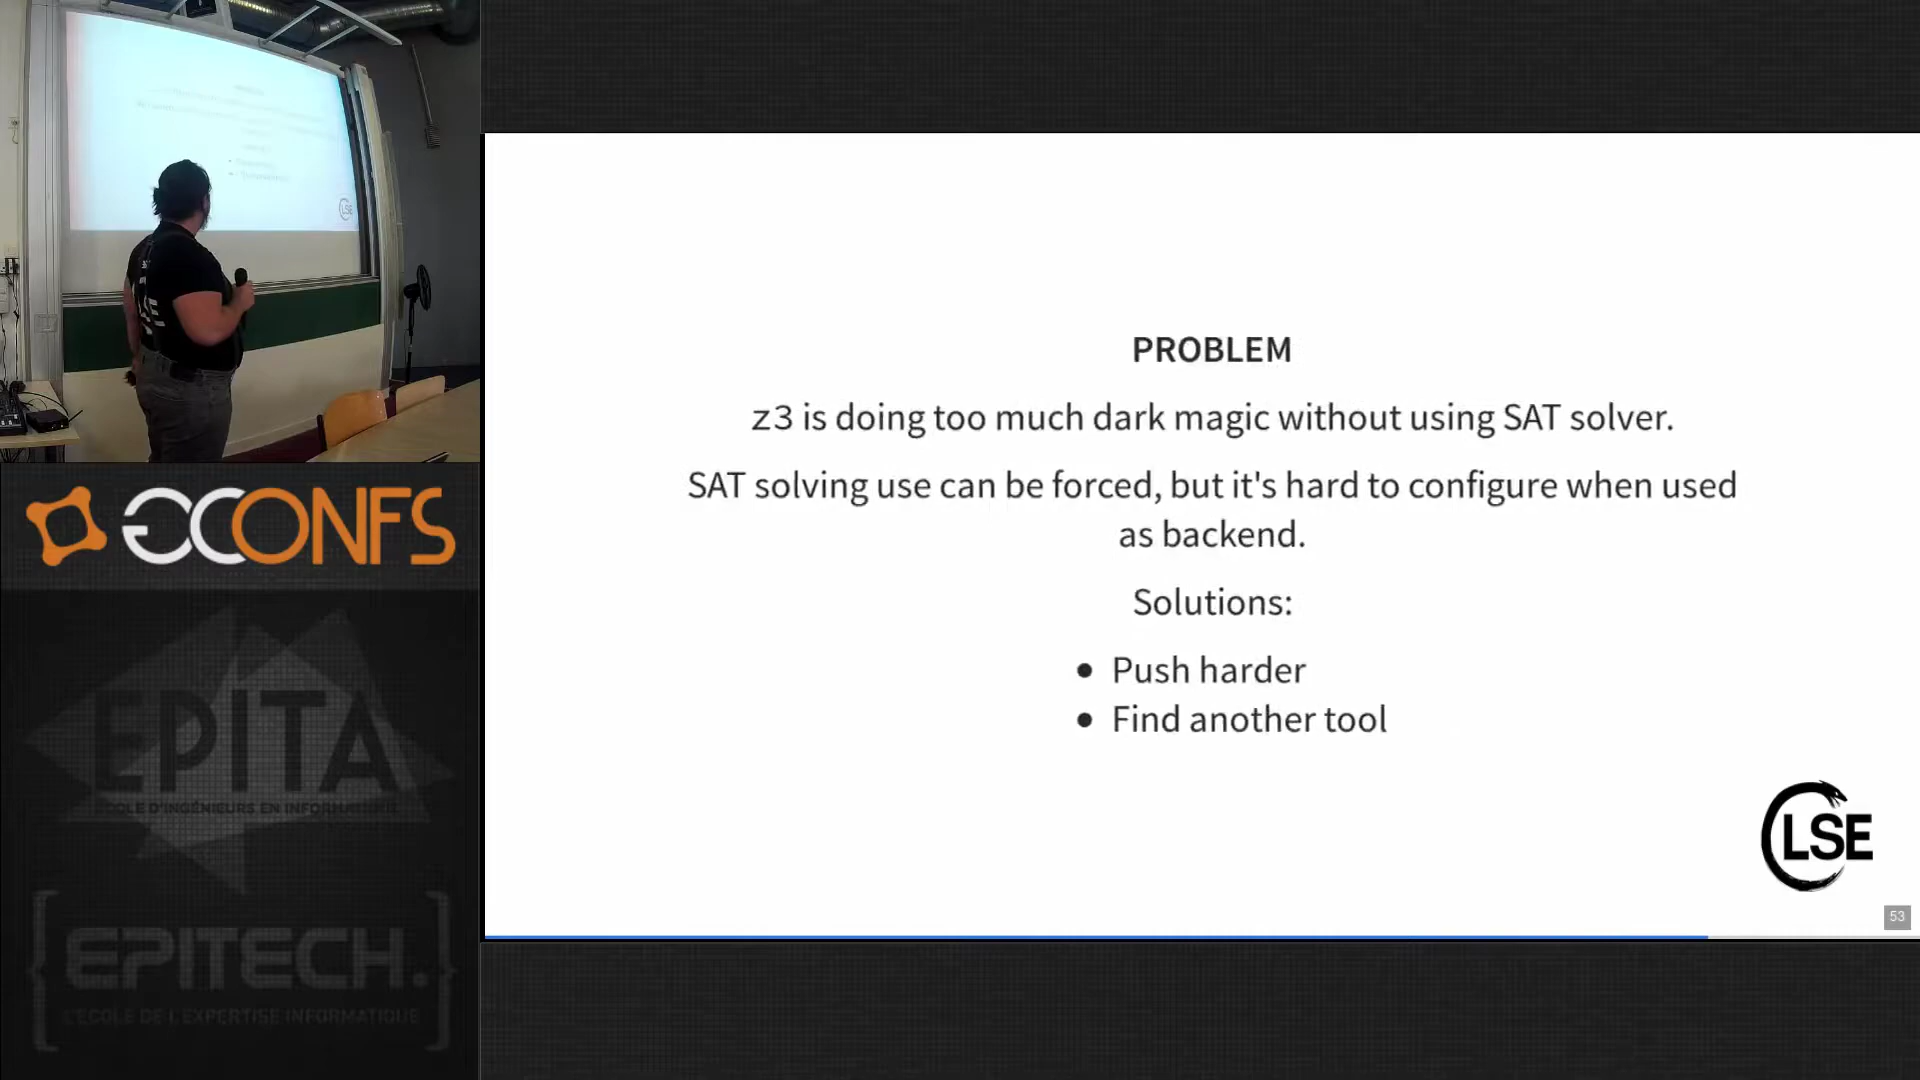 PROBLEM
z3 is doing too much dark magic without using SAT solver.
SAT solving use can be forced, but it's hard to configure when used
as backend.
Solutions:
• Push harder
• Find another tool
LSE
53
LSE
GCONFS
EPITA
ÉCOLE D'INGÉNIEURS EN INFORMATIQUE
{EPITECH.}
L'ÉCOLE DE L'EXPERTISE INFORMATIQUE